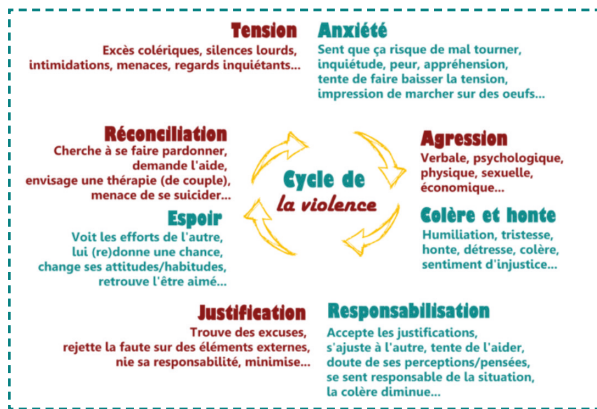 Tension
Excès colériques, silences lourds,
intimidations, menaces, regards inquiétants...
Anxiété
Sent que ça risque de mal tourner,
inquiétude, peur, appréhension,
tente de faire baisser la tension,
impression de marcher sur des oeufs...
Réconciliation
Cherche à se faire pardonner,
demande l'aide,
envisage une thérapie (de couple),
menace de se suicider...
Espoir
Voit les efforts de l'autre,
lui (re)donne une chance,
change ses attitudes/habitudes,
retrouve l'être aimé...
Cycle de
la violence
Agression
Verbale, psychologique,
physique, sexuelle,
économique...
Colère et honte
Humiliation, tristesse,
honte, détresse, colère,
sentiment d'injustice...
Justification
Trouve des excuses,
rejette la faute sur des éléments externes,
nie sa responsabilité, minimise...
Responsabilisation
Accepte les justifications,
s'ajuste à l'autre, tente de l'aider,
doute de ses perceptions/pensées,
se sent responsable de la situation,
la colère diminue...